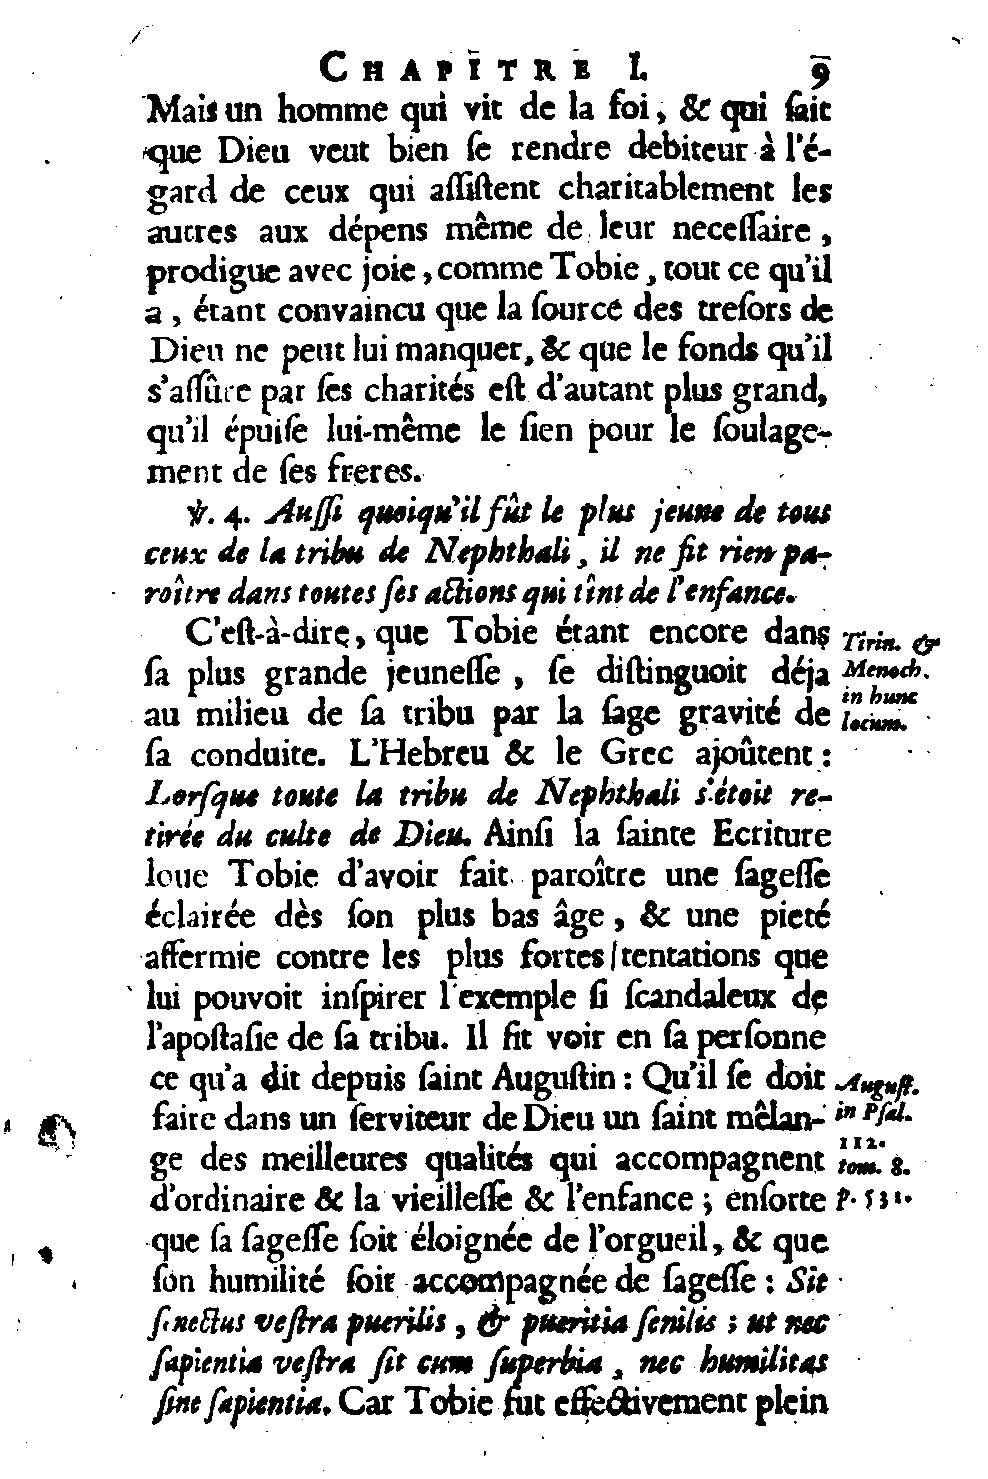 CHAPITRE I. 9
Mais un homme qui vit de la foi, & qui ſait
que Dieu veut bien ſe rendre debiteur à l'é-
gard de ceux qui aſſiſtent charitablement les
autres aux dépens même de leur neceſſaire,
prodigue avec joie, comme Tobie, tout ce qu'il
a, étant convaincu que la ſource des treſors de
Dieu ne peut lui manquer, & que le fonds qu'il
s'aſſûre par ſes charités eſt d'autant plus grand,
qu'il épuiſe lui-même le ſien pour le ſoulage-
ment de ſes freres.
℣. 4. Auſſi quoiqu'il fût le plus jeune de tous
ceux de la tribu de Nephthali, il ne fit rien pa-
roître dans toutes ſes actions qui tînt de l'enfance.
C'eſt-à-dire, que Tobie étant encore dans
ſa plus grande jeuneſſe, ſe diſtinguoit déja
au milieu de ſa tribu par la ſage gravité de
ſa conduite. L'Hebreu & le Grec ajoûtent:
Lorſque toute la tribu de Nephthali s'étoit re-
tirée du culte de Dieu. Ainſi la ſainte Ecriture
loue Tobie d'avoir fait paroître une ſageſſe
éclairée dès ſon plus bas âge, & une pieté
affermie contre les plus fortes tentations que
lui pouvoit inſpirer l'exemple ſi ſcandaleux de
l'apoſtaſie de ſa tribu. Il fit voir en ſa perſonne
ce qu'a dit depuis ſaint Auguſtin: Qu'il ſe doit
faire dans un ſerviteur de Dieu un ſaint mêlan-
ge des meilleures qualités qui accompagnent
d'ordinaire & la vieilleſſe & l'enfance; enſorte
que ſa ſageſſe ſoit éloignée de l'orgueil, & que
ſon humilité ſoit accompagnée de ſageſſe: Sit
ſenectus veſtra puerilis, & pueritia ſenilis; ut nec
ſapientia veſtra ſit cum ſuperbia, nec humilitas
ſine ſapientia. Car Tobie fut effectivement plein
Tirin. &
Menoch.
in hunc
locum.
Auguſt.
in Pſal.
112.
tom. 8.
p. 531.